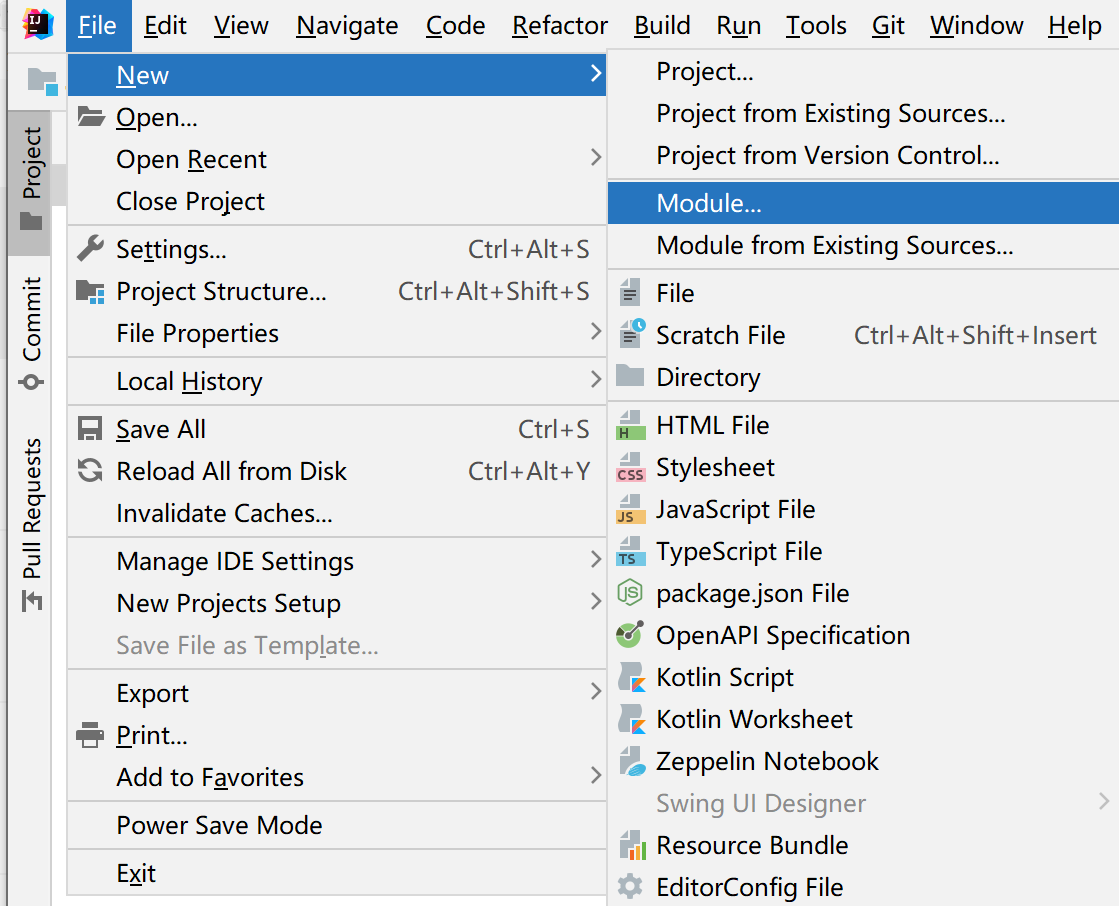 IJ
File Edit View Navigate Code Refactor Build Run Tools Git Window Help
Project
Commit
Pull Requests
New
Open...
Open Recent
Close Project
Settings... Ctrl+Alt+S
Project Structure... Ctrl+Alt+Shift+S
File Properties
Local History
Save All Ctrl+S
Reload All from Disk Ctrl+Alt+Y
Invalidate Caches...
Manage IDE Settings
New Projects Setup
Save File as Template...
Export
Print...
Add to Favorites
Power Save Mode
Exit
Project...
Project from Existing Sources...
Project from Version Control...
Module...
Module from Existing Sources...
File
Scratch File Ctrl+Alt+Shift+Insert
Directory
H HTML File
CSS Stylesheet
JS JavaScript File
TS TypeScript File
JS package.json File
OpenAPI Specification
Kotlin Script
Kotlin Worksheet
Zeppelin Notebook
Swing UI Designer
Resource Bundle
EditorConfig File